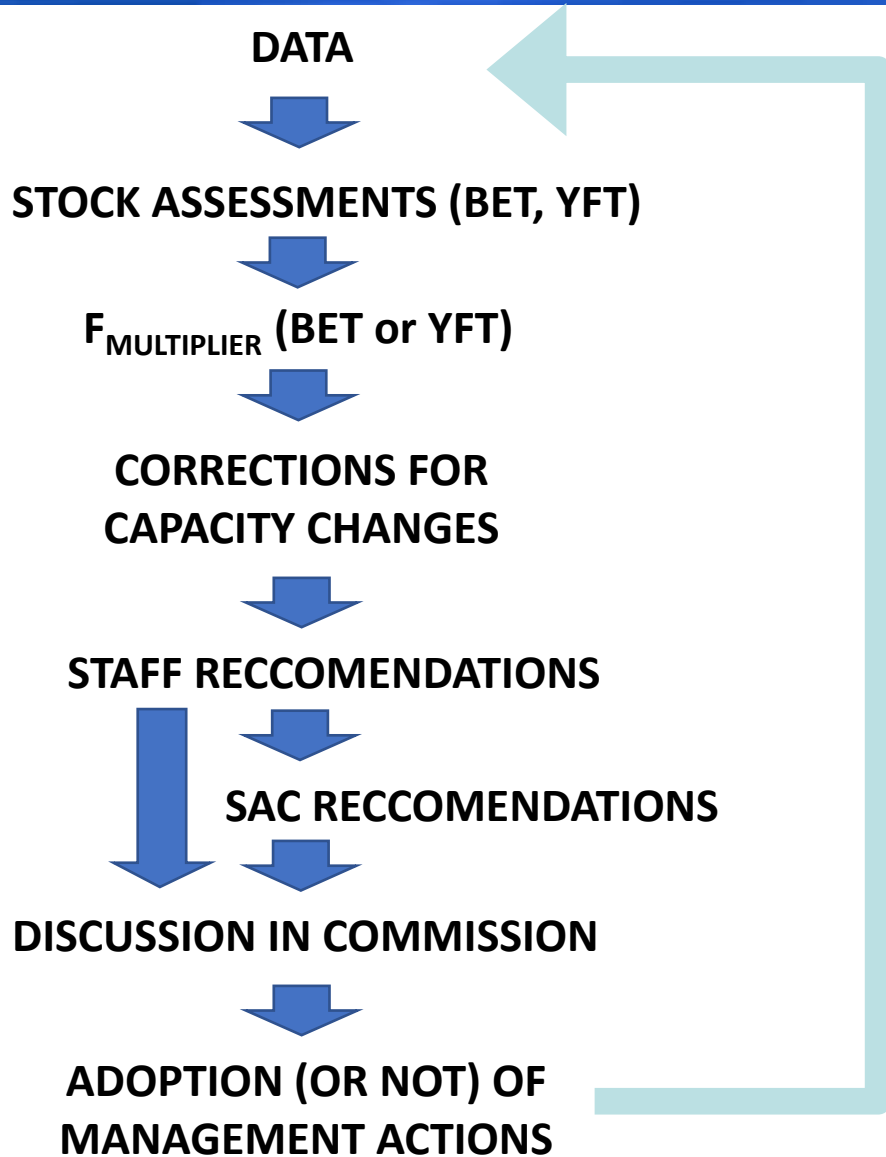 DATA
STOCK ASSESSMENTS (BET, YFT)
FMULTIPLIER (BET or YFT)
CORRECTIONS FOR
CAPACITY CHANGES
STAFF RECCOMENDATIONS
SAC RECCOMENDATIONS
DISCUSSION IN COMMISSION
ADOPTION (OR NOT) OF
MANAGEMENT ACTIONS